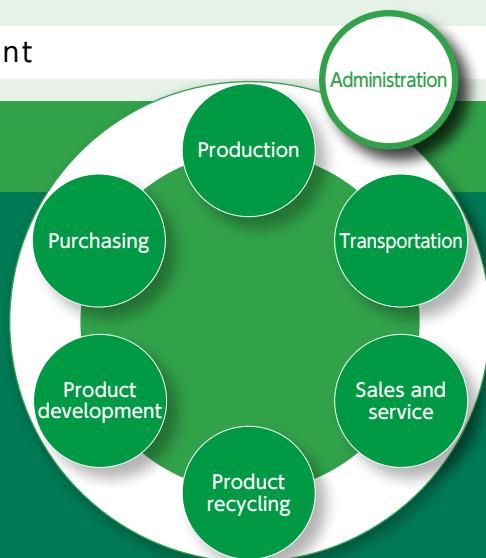 nt
Administration
Production
Purchasing
Transportation
Product
development
Sales and
service
Product
recycling